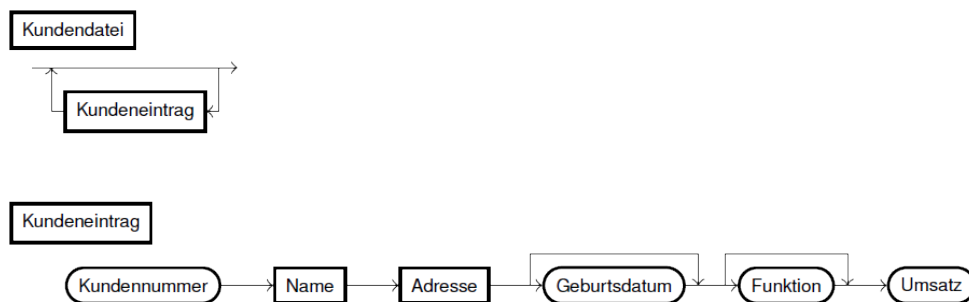 Kundendatei
Kundeneintrag
Kundeneintrag
Kundennummer Name Adresse Geburtsdatum Funktion Umsatz